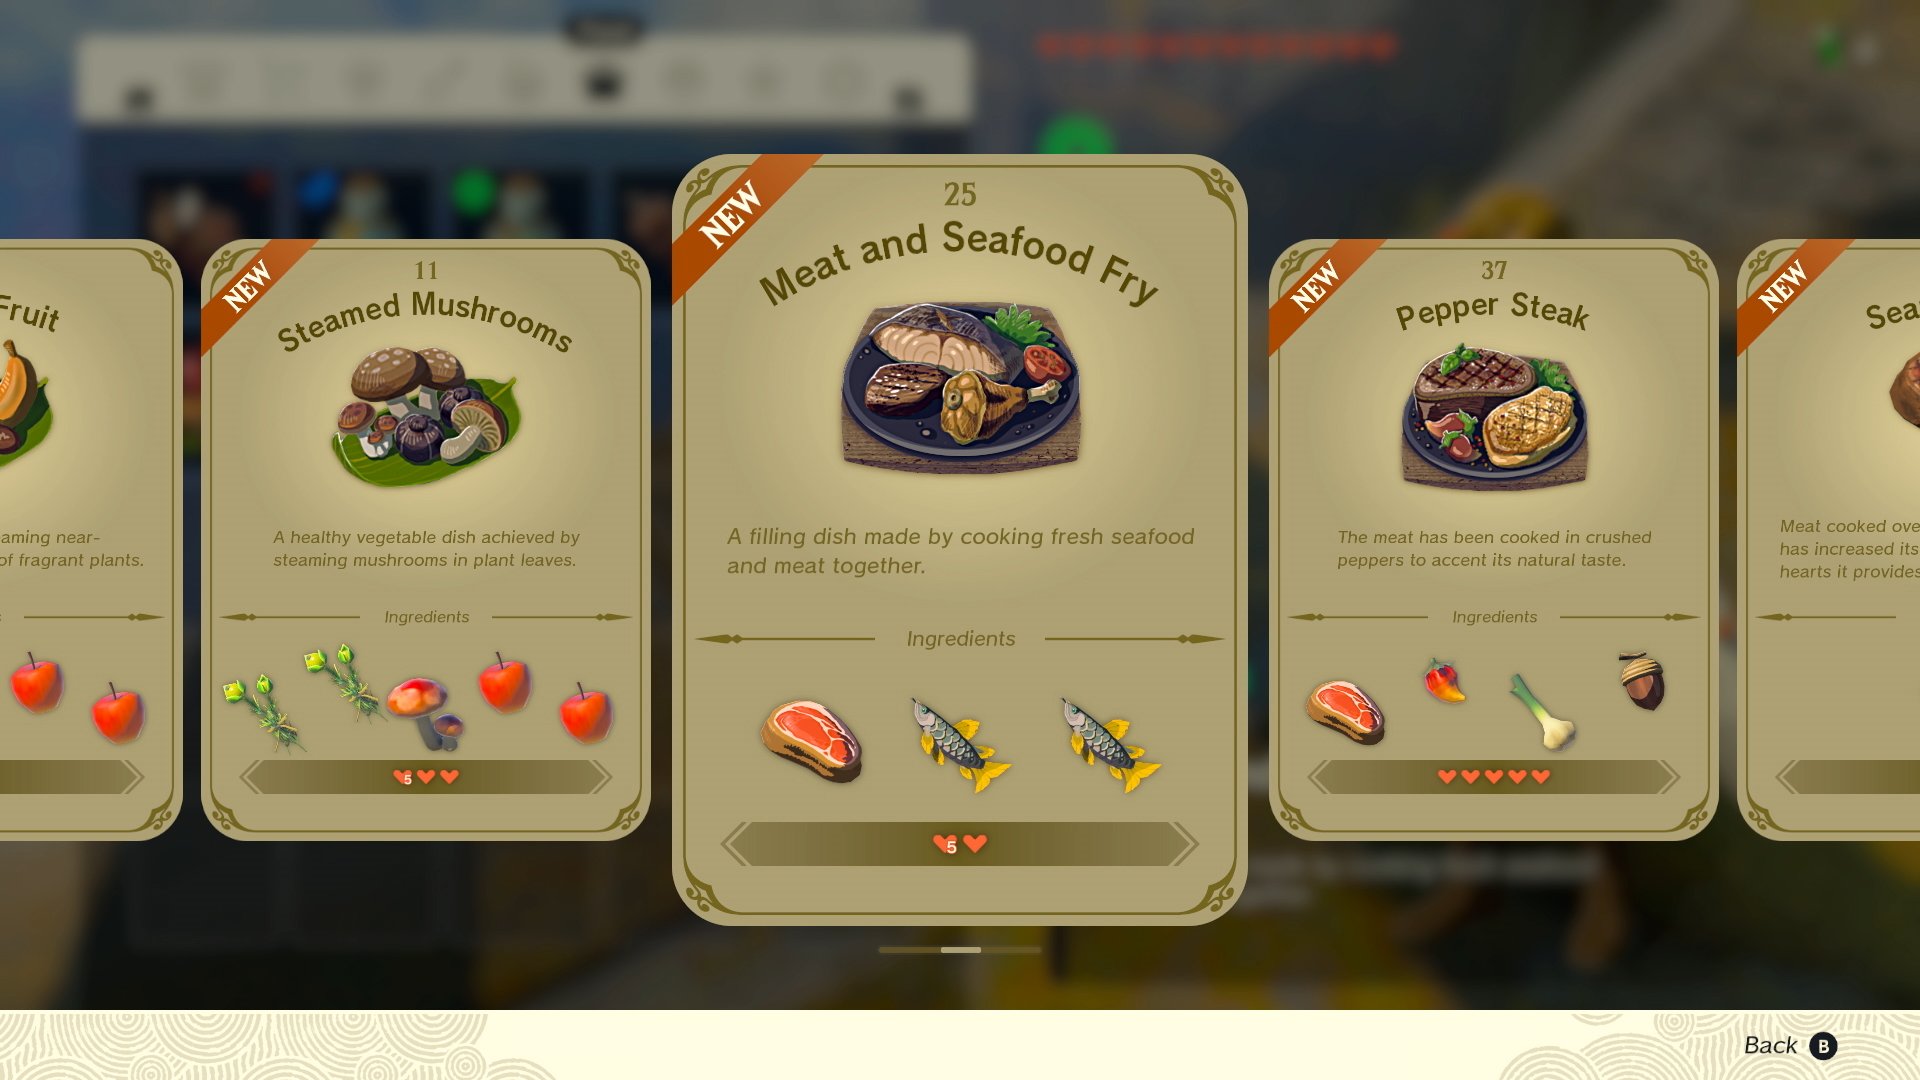 Fruit
aming near-
of fragrant plants.
NEW
11
Steamed Mushrooms
A healthy vegetable dish achieved by
steaming mushrooms in plant leaves.
Ingredients
5
NEW
25
Meat and Seafood Fry
A filling dish made by cooking fresh seafood
and meat together.
Ingredients
5
NEW
37
Pepper Steak
The meat has been cooked in crushed
peppers to accent its natural taste.
Ingredients
NEW
Sea
Meat cooked ove
has increased its
hearts it provides
Back B